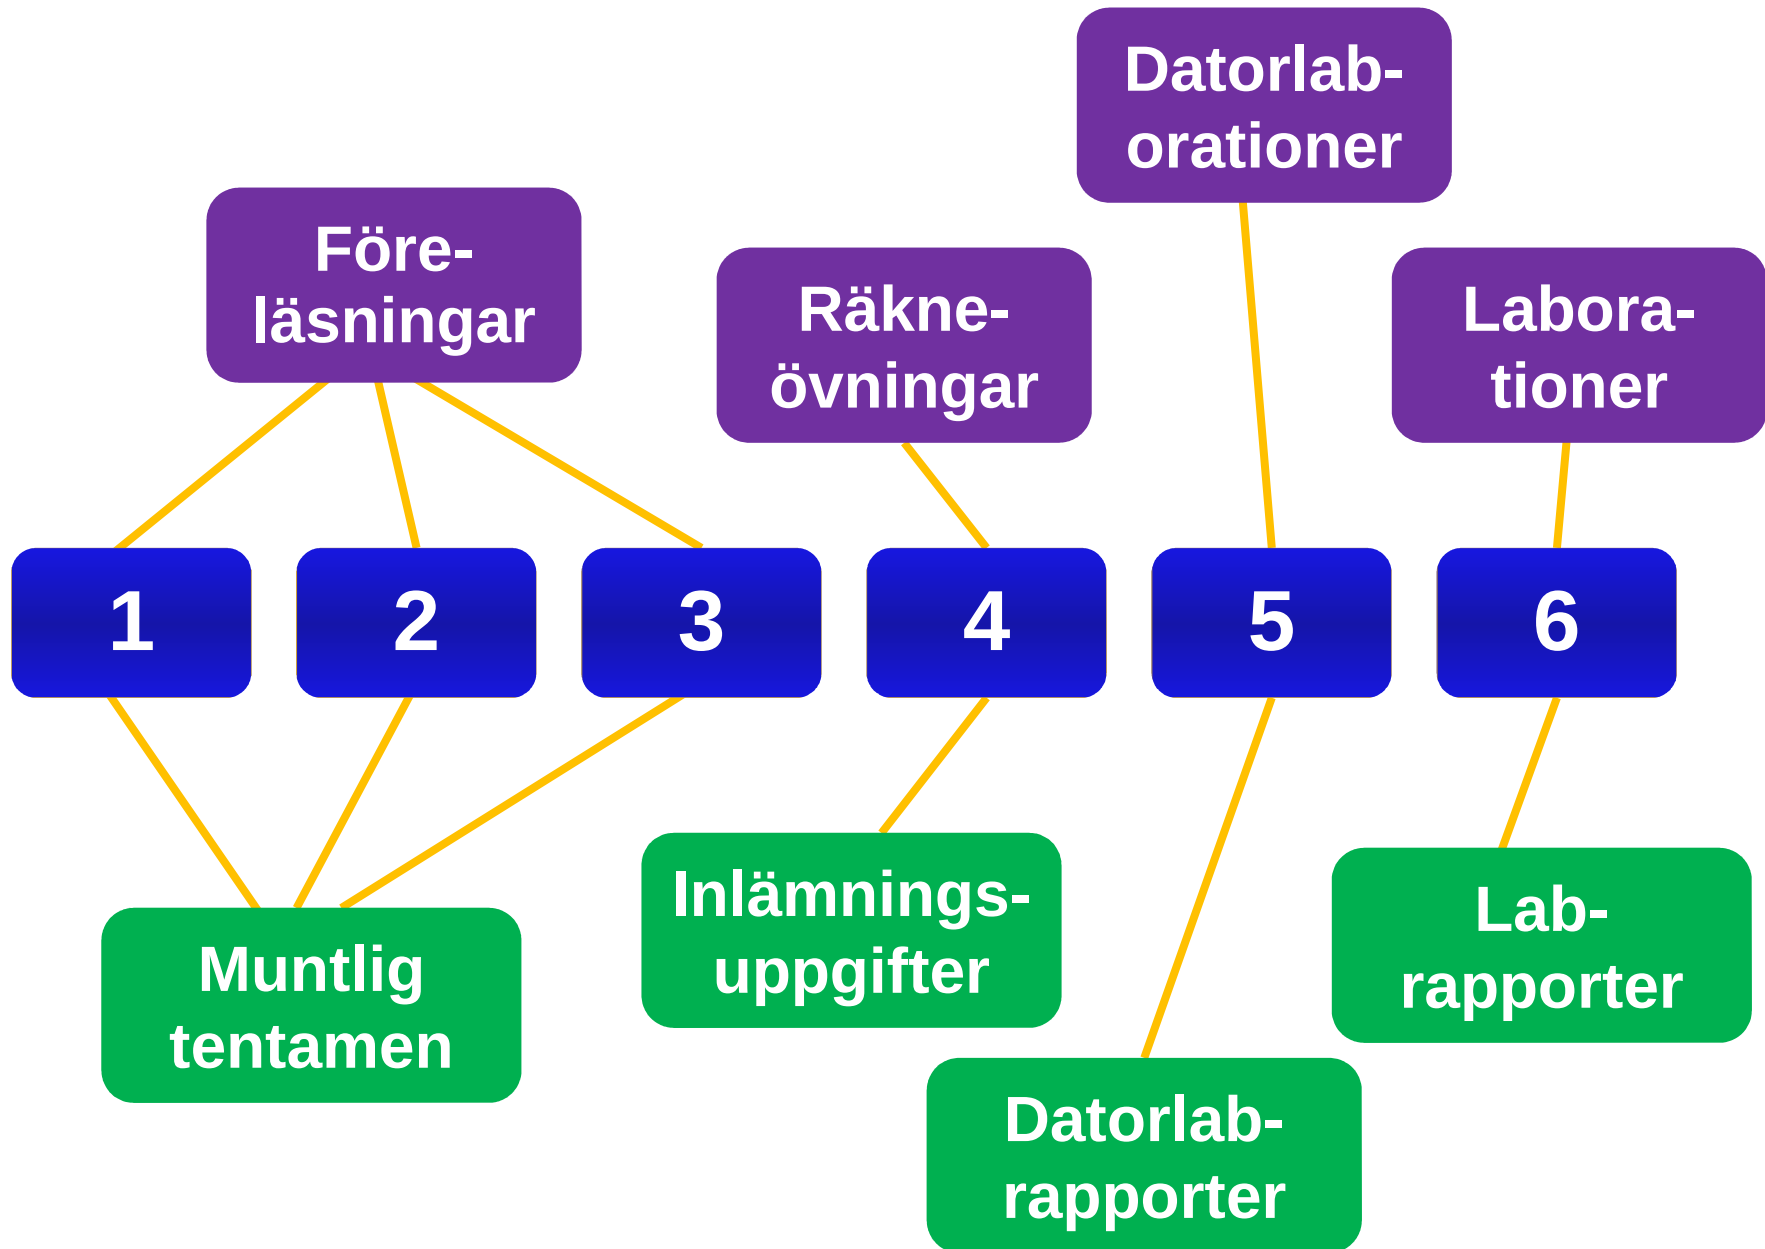 Datorlab-
orationer
Före-
läsningar
Räkne-
övningar
Labora-
tioner
1
2
3
4
5
6
Muntlig
tentamen
Inlämnings-
uppgifter
Datorlab-
rapporter
Lab-
rapporter